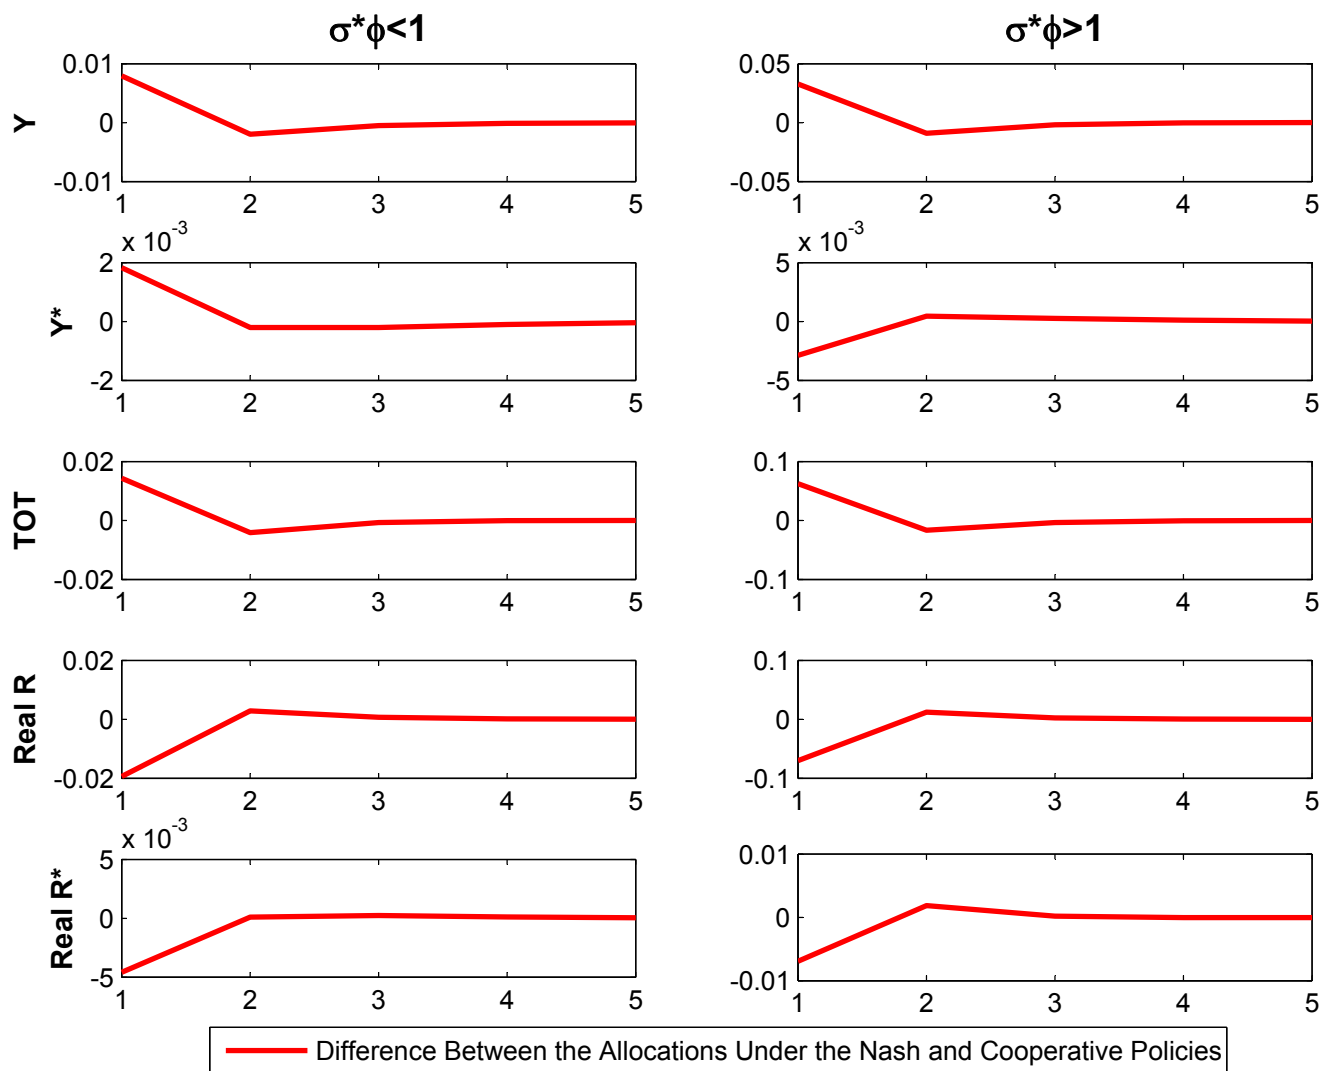 σ*ϕ<1
σ*ϕ>1
Y
0.01
0
-0.01
1 2 3 4 5
0.05
0
-0.05
1 2 3 4 5
Y*
x 10^-3
2
0
-2
1 2 3 4 5
x 10^-3
5
0
-5
1 2 3 4 5
TOT
0.02
0
-0.02
1 2 3 4 5
0.1
0
-0.1
1 2 3 4 5
Real R
0.02
0
-0.02
1 2 3 4 5
0.1
0
-0.1
1 2 3 4 5
Real R*
x 10^-3
5
0
-5
1 2 3 4 5
0.01
0
-0.01
1 2 3 4 5
Difference Between the Allocations Under the Nash and Cooperative Policies